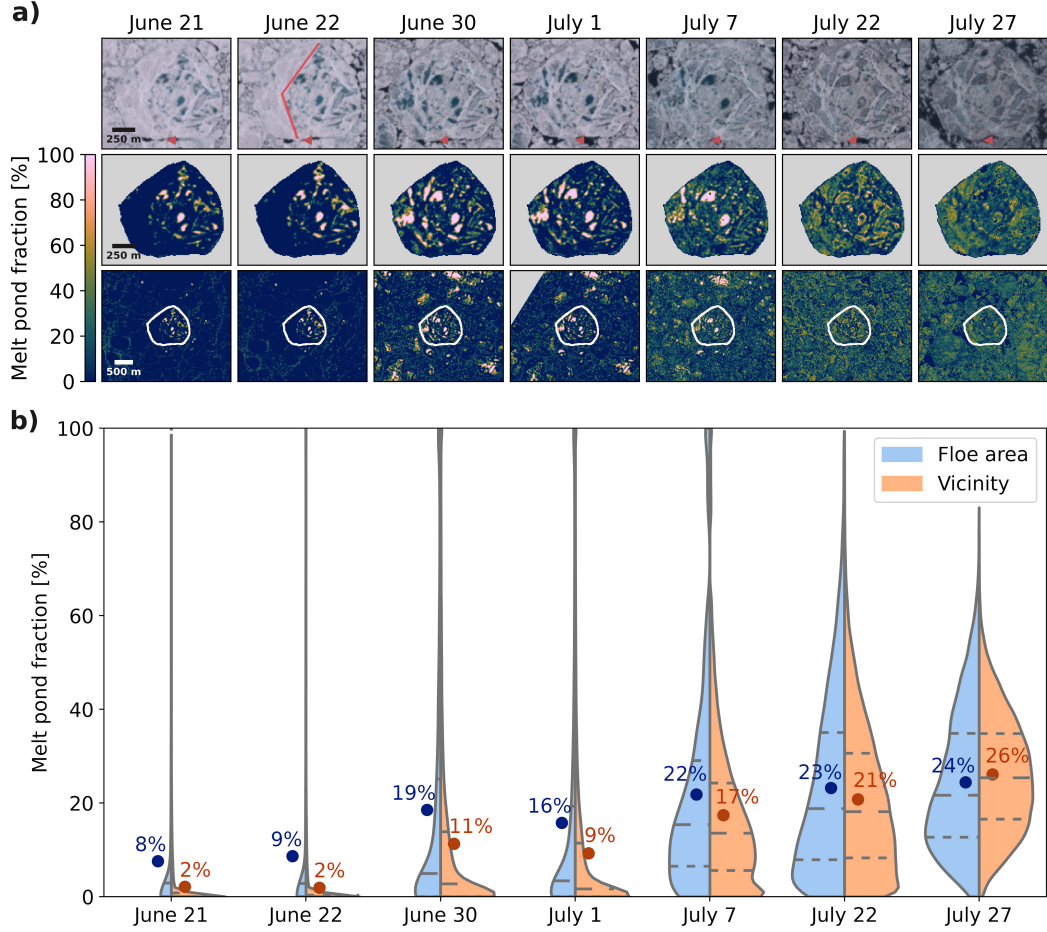 a)
June 21 June 22 June 30 July 1 July 7 July 22 July 27
250 m
Melt pond fraction [%]
100
80
60
40
20
0
250 m
500 m
b)
Melt pond fraction [%]
100
80
60
40
20
0
Floe area
Vicinity
8% 2% 9% 2% 19% 11% 16% 9% 22% 17% 23% 21% 24% 26%
June 21 June 22 June 30 July 1 July 7 July 22 July 27